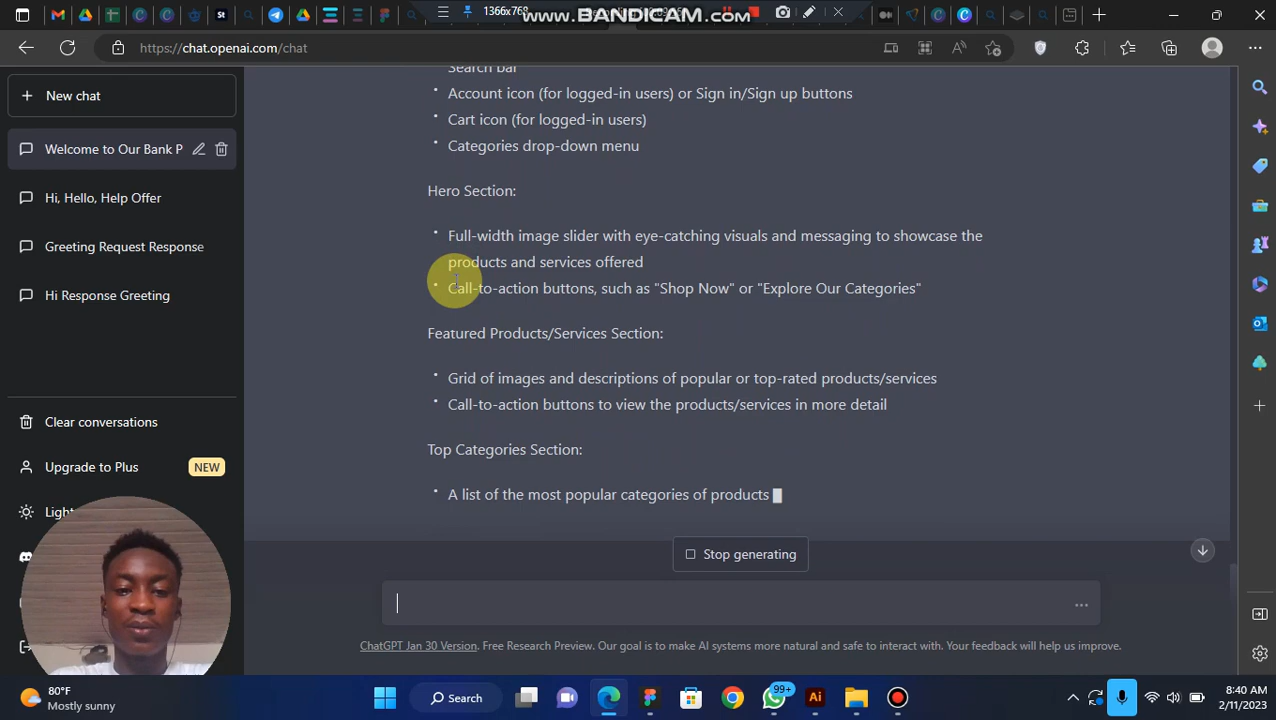 1366x768
www.BANDICAM.com
https://chat.openai.com/chat
New chat
Welcome to Our Bank P
Hi, Hello, Help Offer
Greeting Request Response
Hi Response Greeting
Clear conversations
Upgrade to Plus
NEW
Light
Search bar
Account icon (for logged-in users) or Sign in/Sign up buttons
Cart icon (for logged-in users)
Categories drop-down menu
Hero Section:
Full-width image slider with eye-catching visuals and messaging to showcase the
products and services offered
Call-to-action buttons, such as "Shop Now" or "Explore Our Categories"
Featured Products/Services Section:
Grid of images and descriptions of popular or top-rated products/services
Call-to-action buttons to view the products/services in more detail
Top Categories Section:
A list of the most popular categories of products
Stop generating
ChatGPT Jan 30 Version. Free Research Preview. Our goal is to make AI systems more natural and safe to interact with. Your feedback will help us improve.
80°F
Mostly sunny
Search
99+
Ai
8:40 AM
2/11/2023